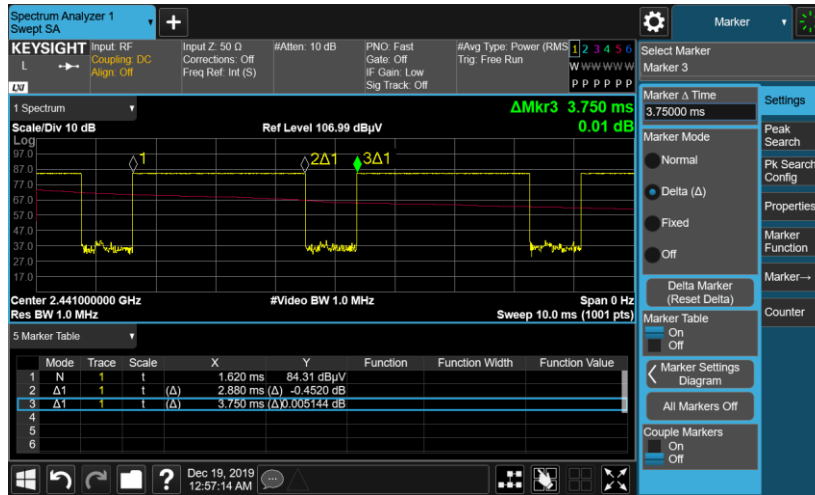 Spectrum Analyzer 1
Swept SA
+
Marker
KEYSIGHT
L
LXI
Input: RF
Coupling: DC
Align: Off
Input Z: 50 Ω
Corrections: Off
Freq Ref: Int (S)
#Atten: 10 dB
PNO: Fast
Gate: Off
IF Gain: Low
Sig Track: Off
#Avg Type: Power (RMS
Trig: Free Run
1 2 3 4 5 6
W W W W W W
P P P P P P
Select Marker
Marker 3
1 Spectrum
ΔMkr3 3.750 ms
0.01 dB
Scale/Div 10 dB
Ref Level 106.99 dBµV
Log
97.0
87.0
77.0
67.0
57.0
47.0
37.0
27.0
17.0
1
2Δ1
3Δ1
Center 2.441000000 GHz
Res BW 1.0 MHz
#Video BW 1.0 MHz
Span 0 Hz
Sweep 10.0 ms (1001 pts)
5 Marker Table
Mode Trace Scale X Y Function Function Width Function Value
1 N 1 t 1.620 ms 84.31 dBµV
2 Δ1 1 t (Δ) 2.880 ms (Δ) -0.4520 dB
3 Δ1 1 t (Δ) 3.750 ms (Δ)0.005144 dB
4
5
6
Marker Δ Time
3.75000 ms
Marker Mode
Normal
Delta (Δ)
Fixed
Off
Delta Marker
(Reset Delta)
Marker Table
On
Off
Marker Settings
Diagram
All Markers Off
Couple Markers
On
Off
Settings
Peak
Search
Pk Search
Config
Properties
Marker
Function
Marker→
Counter
?
Dec 19, 2019
12:57:14 AM